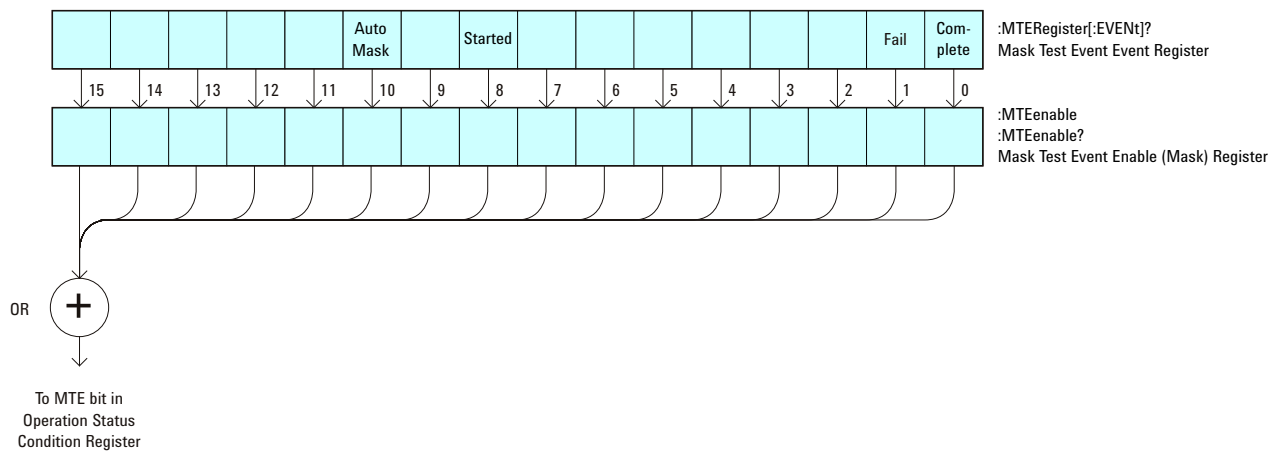 Auto
Mask
Started
Fail
Com-
plete
:MTERegister[:EVENt]?
Mask Test Event Event Register
15 14 13 12 11 10 9 8 7 6 5 4 3 2 1 0
:MTEenable
:MTEenable?
Mask Test Event Enable (Mask) Register
OR
+
To MTE bit in
Operation Status
Condition Register